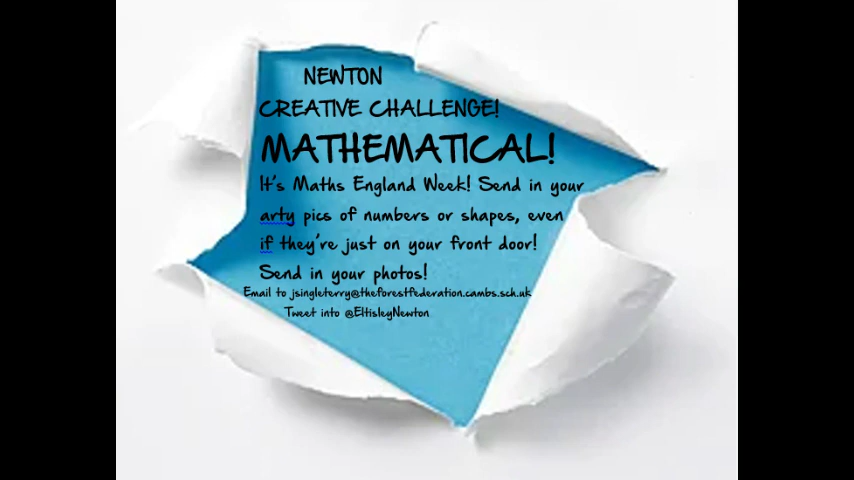 NEWTON
CREATIVE CHALLENGE!
MATHEMATICAL!
It's Maths England Week! Send in your
arty pics of numbers or shapes, even
if they're just on your front door!
Send in your photos!
Email to jsingleterry@theforestfederation.cambs.sch.uk
Tweet into @EltisleyNewton